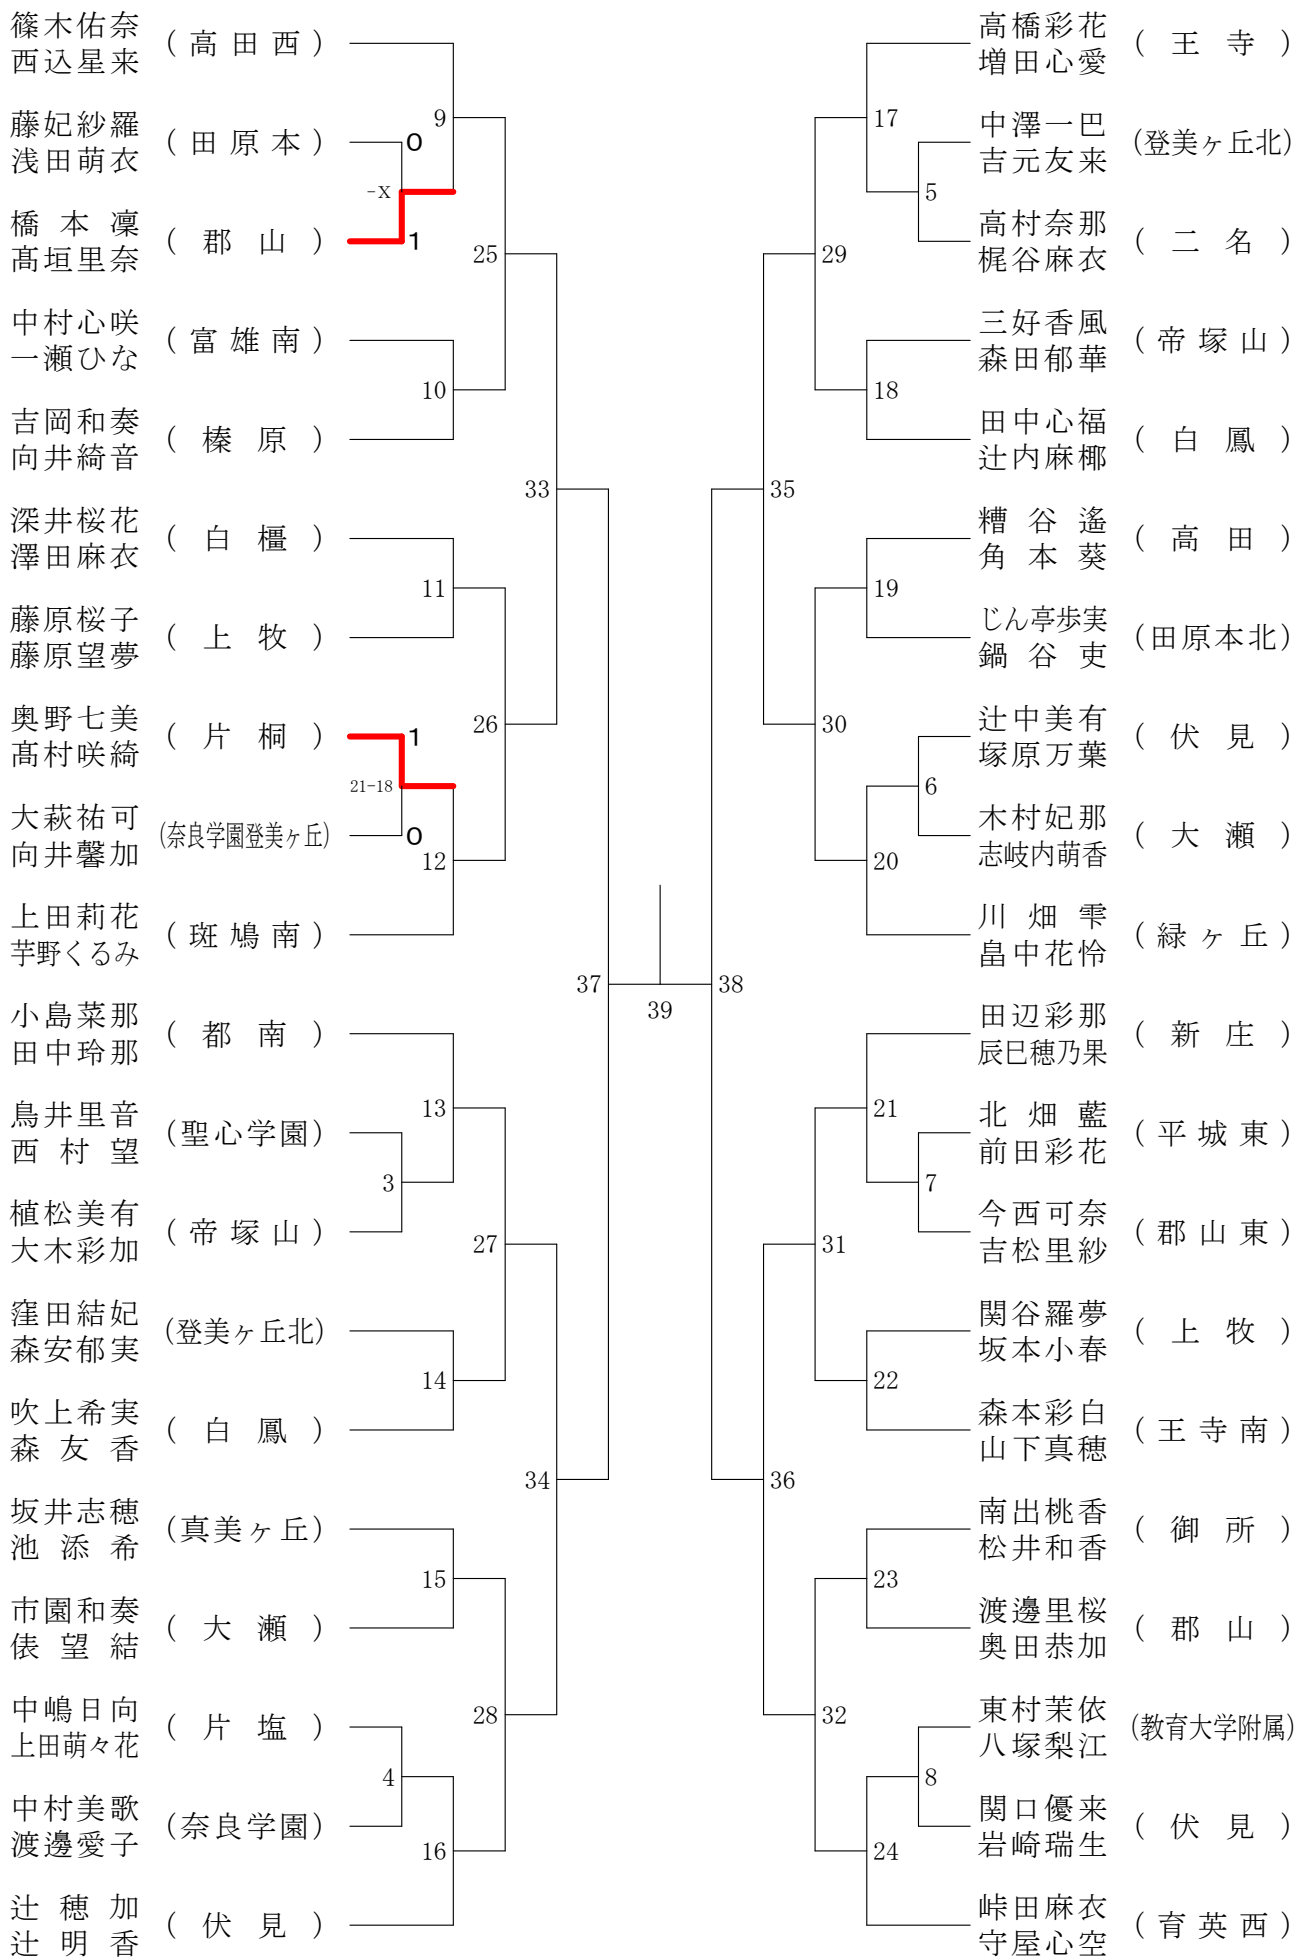 篠木佑奈
西込星来
(高田西)
藤妃紗羅
浅田萌衣
(田原本)
0
-X
橋本凜
髙垣里奈
(郡山)
1
9
25
中村心咲
一瀬ひな
(富雄南)
10
吉岡和奏
向井綺音
(榛原)
33
深井桜花
澤田麻衣
(白橿)
11
藤原桜子
藤原望夢
(上牧)
26
奥野七美
髙村咲綺
(片桐)
1
21-18
大萩祐可
向井馨加
(奈良学園登美ヶ丘)
0
12
上田莉花
芋野くるみ
(斑鳩南)
37
小島菜那
田中玲那
(都南)
13
鳥井里音
西村望
(聖心学園)
3
植松美有
大木彩加
(帝塚山)
27
窪田結妃
森安郁実
(登美ヶ丘北)
14
吹上希実
森友香
(白鳳)
34
坂井志穂
池添希
(真美ヶ丘)
15
市園和奏
俵望結
(大瀬)
28
中嶋日向
上田萌々花
(片塩)
4
中村美歌
渡邊愛子
(奈良学園)
16
辻穂加
辻明香
(伏見)
39
高橋彩花
増田心愛
(王寺)
17
中澤一巴
吉元友来
(登美ヶ丘北)
5
高村奈那
梶谷麻衣
(二名)
29
三好香風
森田郁華
(帝塚山)
18
田中心福
辻内麻椰
(白鳳)
35
糟谷遙
角本葵
(高田)
19
じん亭歩実
鍋谷吏
(田原本北)
30
辻中美有
塚原万葉
(伏見)
6
木村妃那
志岐内萌香
(大瀬)
20
川畑雫
畠中花怜
(緑ヶ丘)
38
田辺彩那
辰巳穂乃果
(新庄)
21
北畑藍
前田彩花
(平城東)
7
今西可奈
吉松里紗
(郡山東)
31
関谷羅夢
坂本小春
(上牧)
22
森本彩白
山下真穂
(王寺南)
36
南出桃香
松井和香
(御所)
23
渡邊里桜
奥田恭加
(郡山)
32
東村茉依
八塚梨江
(教育大学附属)
8
関口優来
岩崎瑞生
(伏見)
24
峠田麻衣
守屋心空
(育英西)